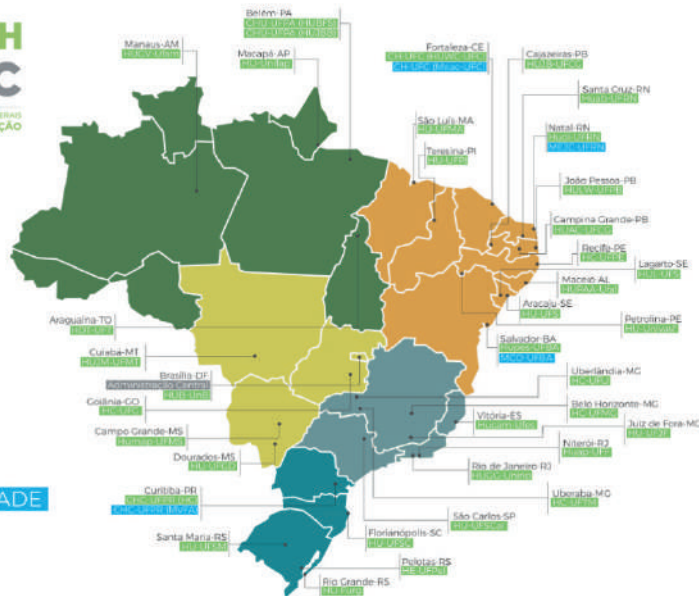 H
C
ERAIS
AÇÃO
Belém-PA
CHU-UFPA (HUBFS)
CHU-UFPA (HUJBB)
Manaus-AM
HUGV-Ufam
Macapá-AP
HU-Unifap
Fortaleza-CE
CH-UFC (HUWC-UFC)
CH-UFC (Meac-UFC)
Cajazeiras-PB
HUJB-UFCG
Santa Cruz-RN
Huab-UFRN
São Luís-MA
HU-UFMA
Natal-RN
Huol-UFRN
MEJC-UFRN
Teresina-PI
HU-UFPI
João Pessoa-PB
HULW-UFPB
Campina Grande-PB
HUAC-UFCG
Recife-PE
HC-UFPE
Lagarto-SE
HUL-UFS
Maceió-AL
HUPAA-Ufal
Aracaju-SE
HU-UFS
Petrolina-PE
HU-Univasf
Araguaína-TO
HDT-UFT
Salvador-BA
Hupes-UFBA
MCO-UFBA
Cuiabá-MT
HUJM-UFMT
Brasília-DF
Administração Central
HUB-UnB
Uberlândia-MG
HC-UFU
Goiânia-GO
HC-UFG
Belo Horizonte-MG
HC-UFMG
Vitória-ES
Hucam-Ufes
Juiz de Fora-MG
HU-UFJF
Campo Grande-MS
Humap-UFMS
Niterói-RJ
Huap-UFF
Dourados-MS
HU-UFGD
Rio de Janeiro-RJ
HUGG-Unirio
Curitiba-PR
CHC-UFPR (HC)
CHC-UFPR (MVFA)
Uberaba-MG
HC-UFTM
ADE
São Carlos-SP
HU-UFSCar
Santa Maria-RS
HUSM-UFSM
Florianópolis-SC
HU-UFSC
Pelotas-RS
HE-UFPel
Rio Grande-RS
HU-Furg